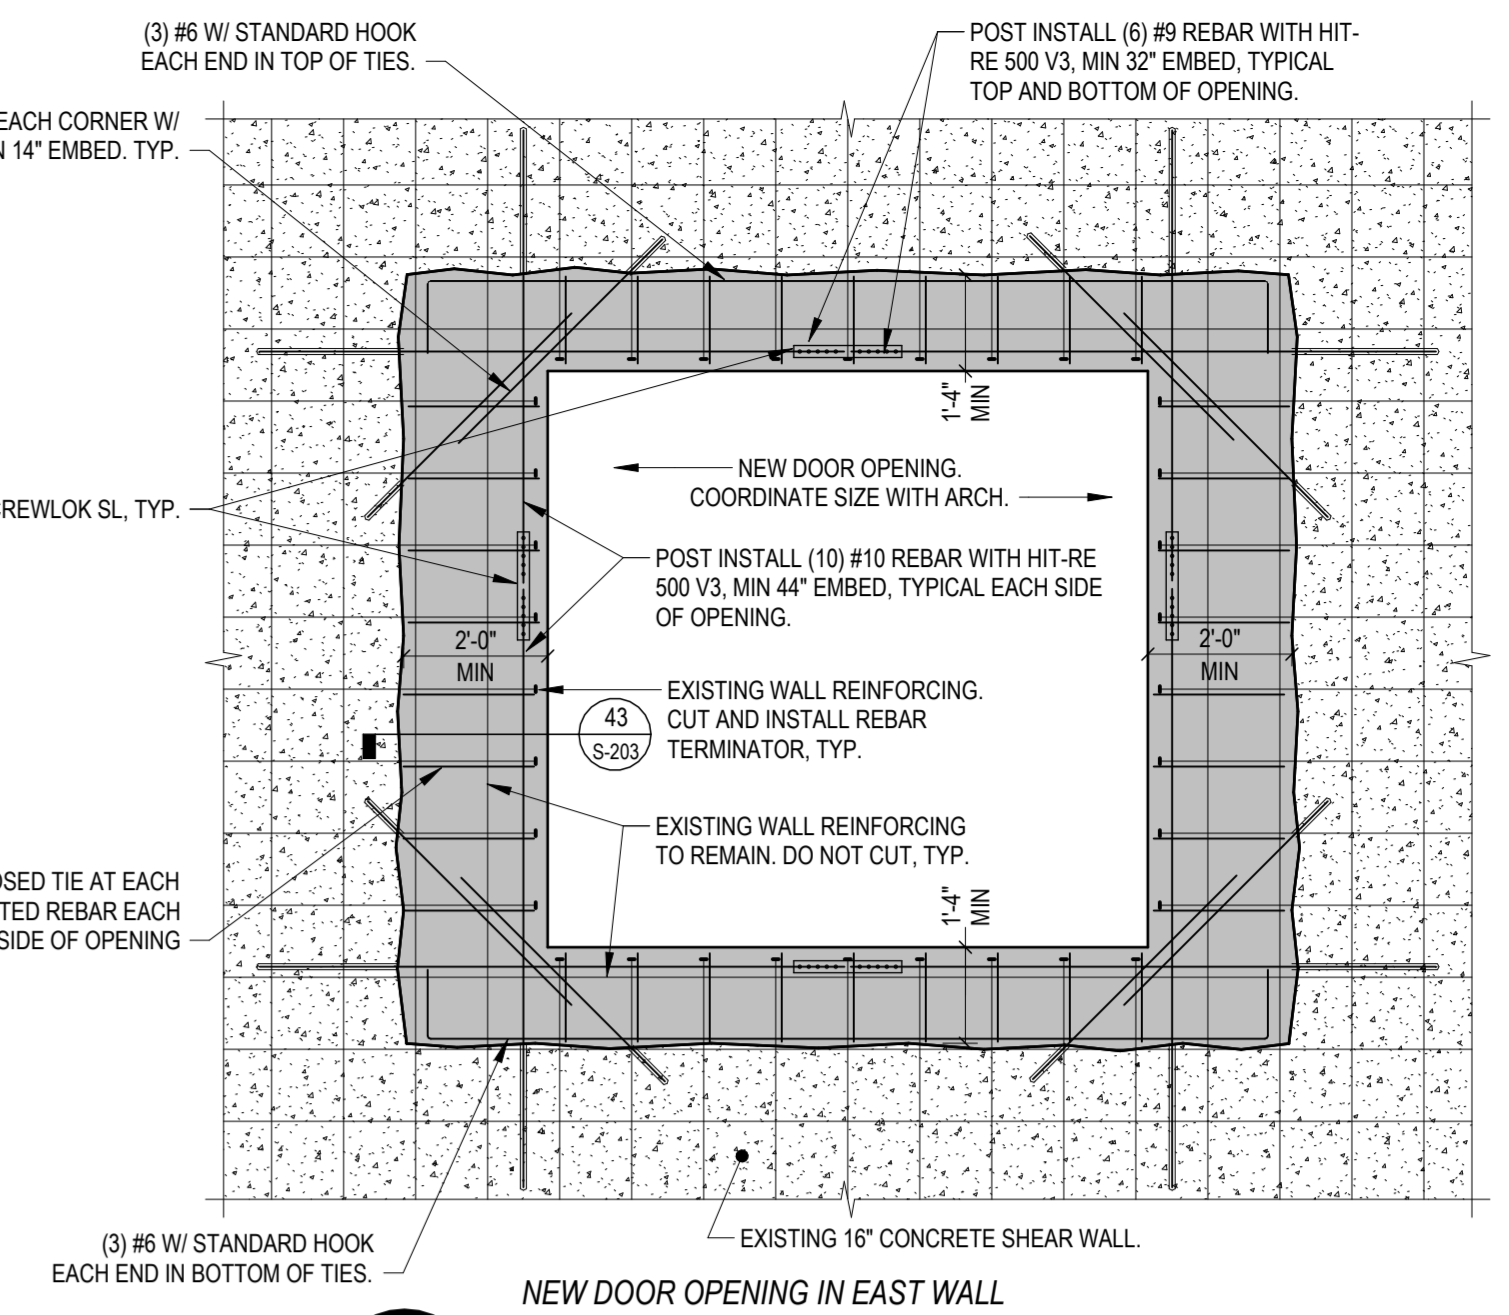 (3) #6 W/ STANDARD HOOK
EACH END IN TOP OF TIES.
POST INSTALL (6) #9 REBAR WITH HIT-
RE 500 V3, MIN 32" EMBED, TYPICAL
TOP AND BOTTOM OF OPENING.
EACH CORNER W/
14" EMBED. TYP.
1'-4"
MIN
NEW DOOR OPENING.
COORDINATE SIZE WITH ARCH.
SL, TYP.
POST INSTALL (10) #10 REBAR WITH HIT-RE
500 V3, MIN 44" EMBED, TYPICAL EACH SIDE
OF OPENING.
2'-0"
MIN
2'-0"
MIN
EXISTING WALL REINFORCING.
CUT AND INSTALL REBAR
TERMINATOR, TYP.
43
S-203
EXISTING WALL REINFORCING
TO REMAIN. DO NOT CUT, TYP.
TIE AT EACH
REBAR EACH
SIDE OF OPENING
1'-4"
MIN
EXISTING 16" CONCRETE SHEAR WALL.
(3) #6 W/ STANDARD HOOK
EACH END IN BOTTOM OF TIES.
NEW DOOR OPENING IN EAST WALL